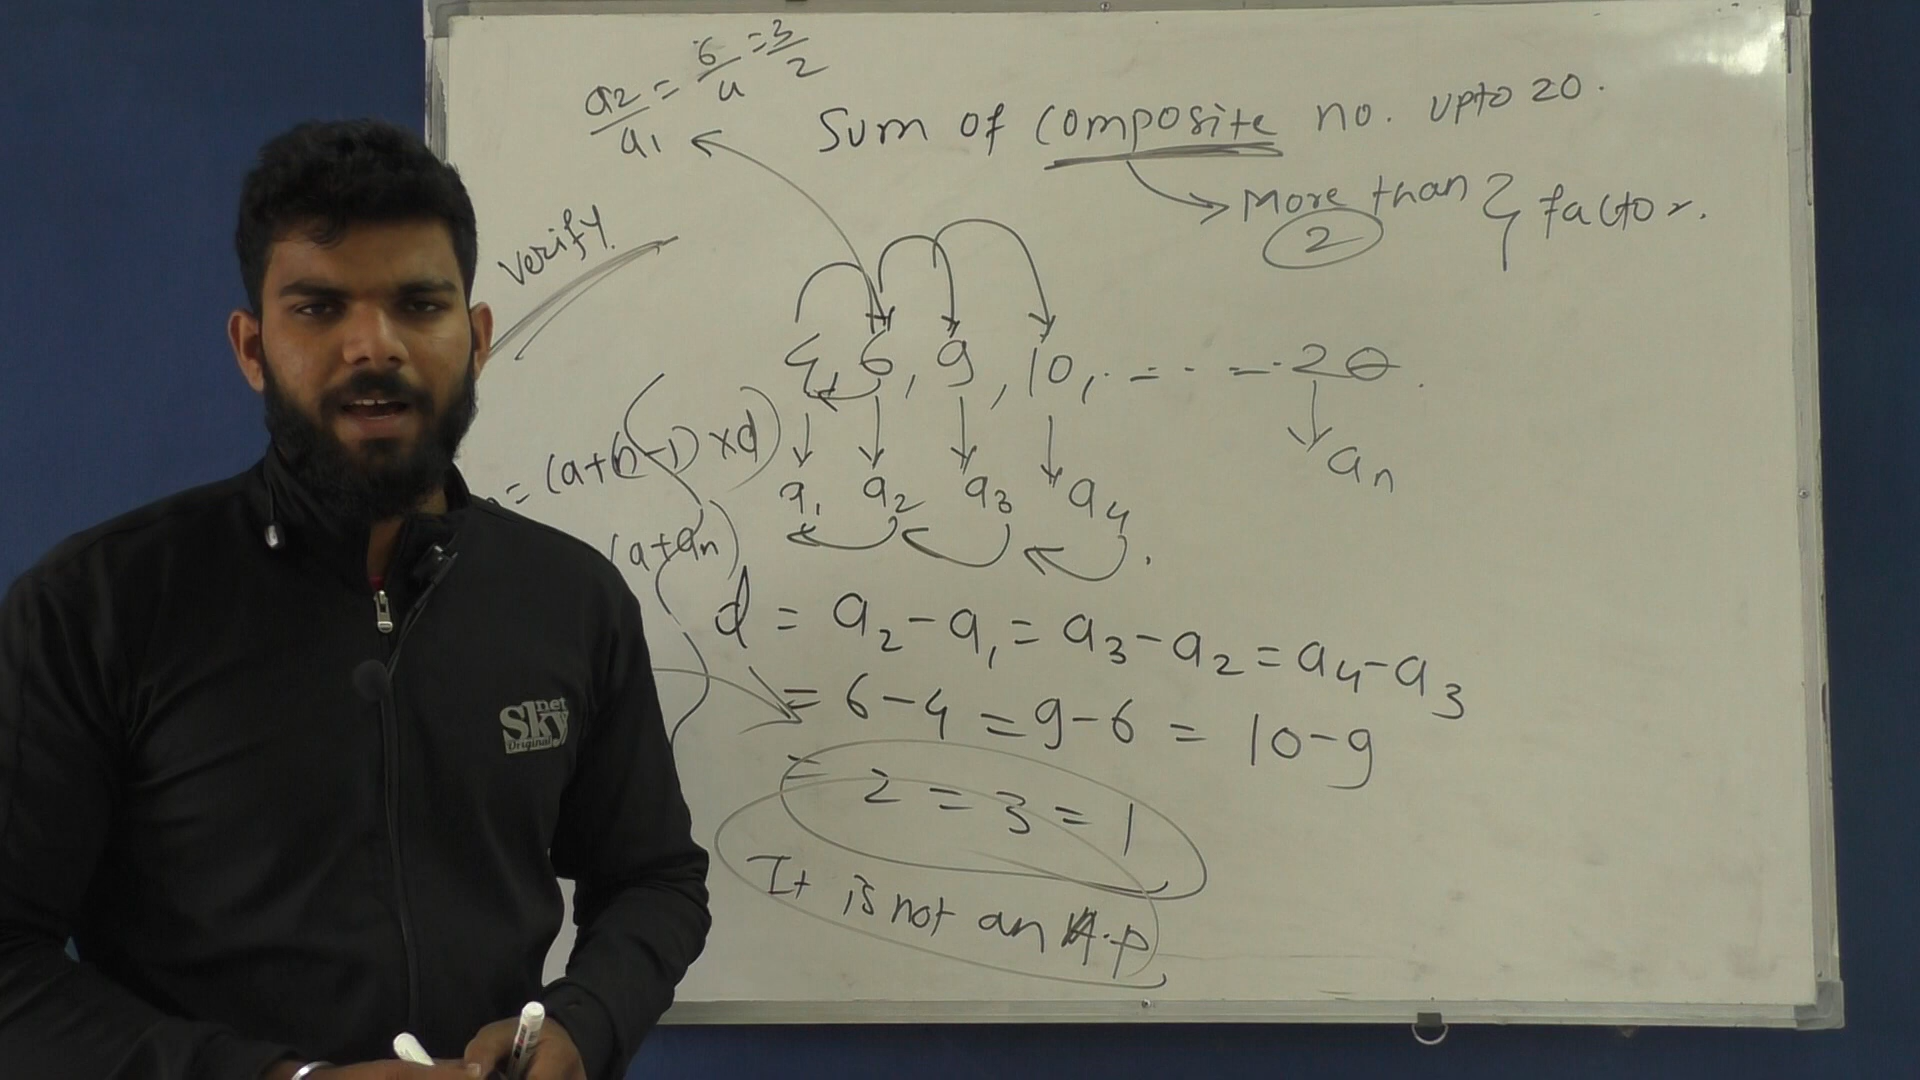 a2/a1 = 6/4 = 3/2
Sum of composite no. upto 20.
More than 2 factor.
2
Verify
4, 6, 9, 10, - - - - 20
an
= (a+(n-1)×d)
a1 a2 a3 a4
(a+an)
d = a2-a1 = a3-a2 = a4-a3
= 6-4 = 9-6 = 10-9
= 2 = 3 = 1
It is not an A.P
Skynet
Original